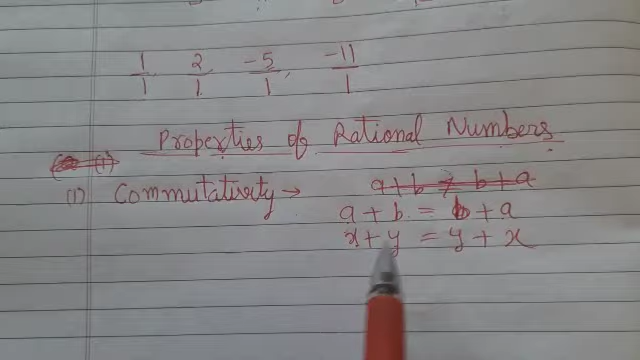 1/1, 2/1, -5/1, -11/1
Properties of Rational Numbers
(1) Commutativity → a+b ≠ b+a
a + b = b + a
x + y = y + x